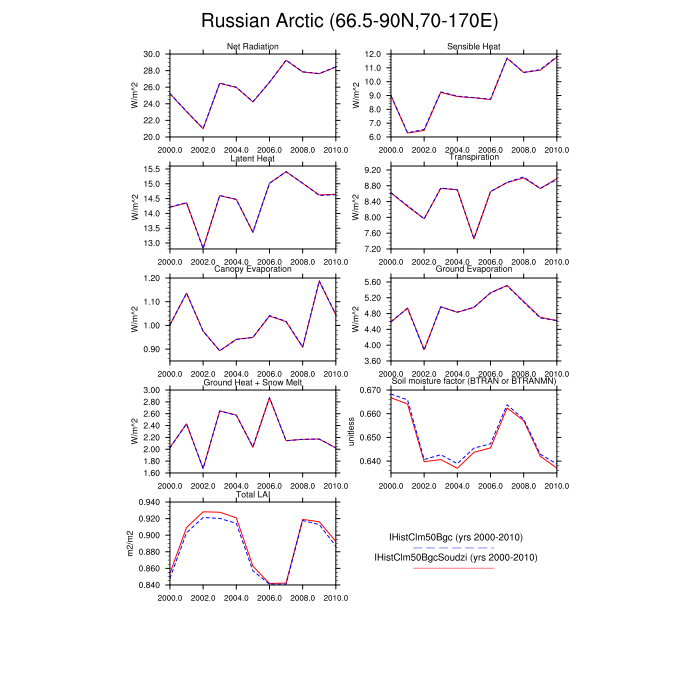 Russian Arctic (66.5-90N,70-170E)
Net Radiation
W/m^2
30.0
28.0
26.0
24.0
22.0
20.0
2000.0 2002.0 2004.0 2006.0 2008.0 2010.0
Sensible Heat
W/m^2
12.0
11.0
10.0
9.0
8.0
7.0
6.0
2000.0 2002.0 2004.0 2006.0 2008.0 2010.0
Latent Heat
W/m^2
15.5
15.0
14.5
14.0
13.5
13.0
2000.0 2002.0 2004.0 2006.0 2008.0 2010.0
Transpiration
W/m^2
9.20
8.80
8.40
8.00
7.60
7.20
2000.0 2002.0 2004.0 2006.0 2008.0 2010.0
Canopy Evaporation
W/m^2
1.20
1.10
1.00
0.90
2000.0 2002.0 2004.0 2006.0 2008.0 2010.0
Ground Evaporation
W/m^2
5.60
5.20
4.80
4.40
4.00
3.60
2000.0 2002.0 2004.0 2006.0 2008.0 2010.0
Ground Heat + Snow Melt
W/m^2
3.00
2.80
2.60
2.40
2.20
2.00
1.80
1.60
2000.0 2002.0 2004.0 2006.0 2008.0 2010.0
Soil moisture factor (BTRAN or BTRANMN)
unitless
0.670
0.660
0.650
0.640
2000.0 2002.0 2004.0 2006.0 2008.0 2010.0
Total LAI
m2/m2
0.940
0.920
0.900
0.880
0.860
0.840
2000.0 2002.0 2004.0 2006.0 2008.0 2010.0
IHistClm50Bgc (yrs 2000-2010)
IHistClm50BgcSoudzi (yrs 2000-2010)